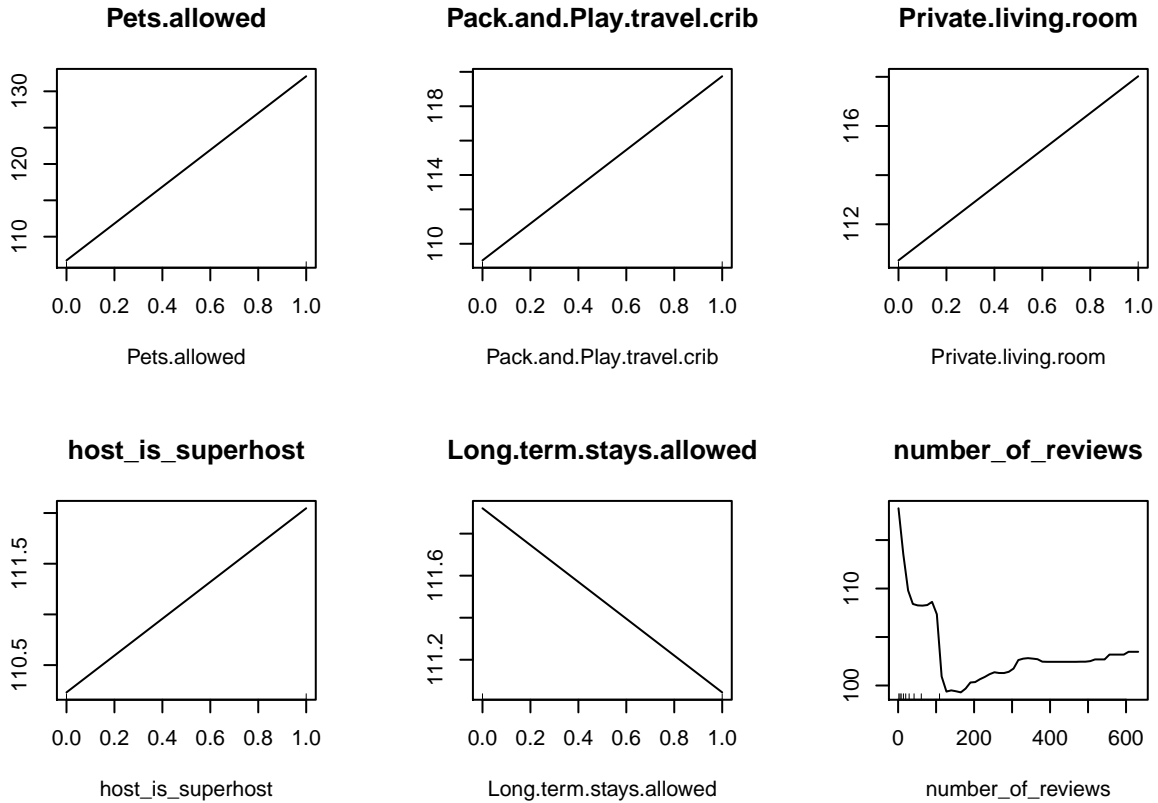 Pets.allowed
130
120
110
0.0 0.2 0.4 0.6 0.8 1.0
Pets.allowed
Pack.and.Play.travel.crib
118
114
110
0.0 0.2 0.4 0.6 0.8 1.0
Pack.and.Play.travel.crib
Private.living.room
116
112
0.0 0.2 0.4 0.6 0.8 1.0
Private.living.room
host_is_superhost
111.5
110.5
0.0 0.2 0.4 0.6 0.8 1.0
host_is_superhost
Long.term.stays.allowed
111.6
111.2
0.0 0.2 0.4 0.6 0.8 1.0
Long.term.stays.allowed
number_of_reviews
110
100
0 200 400 600
number_of_reviews